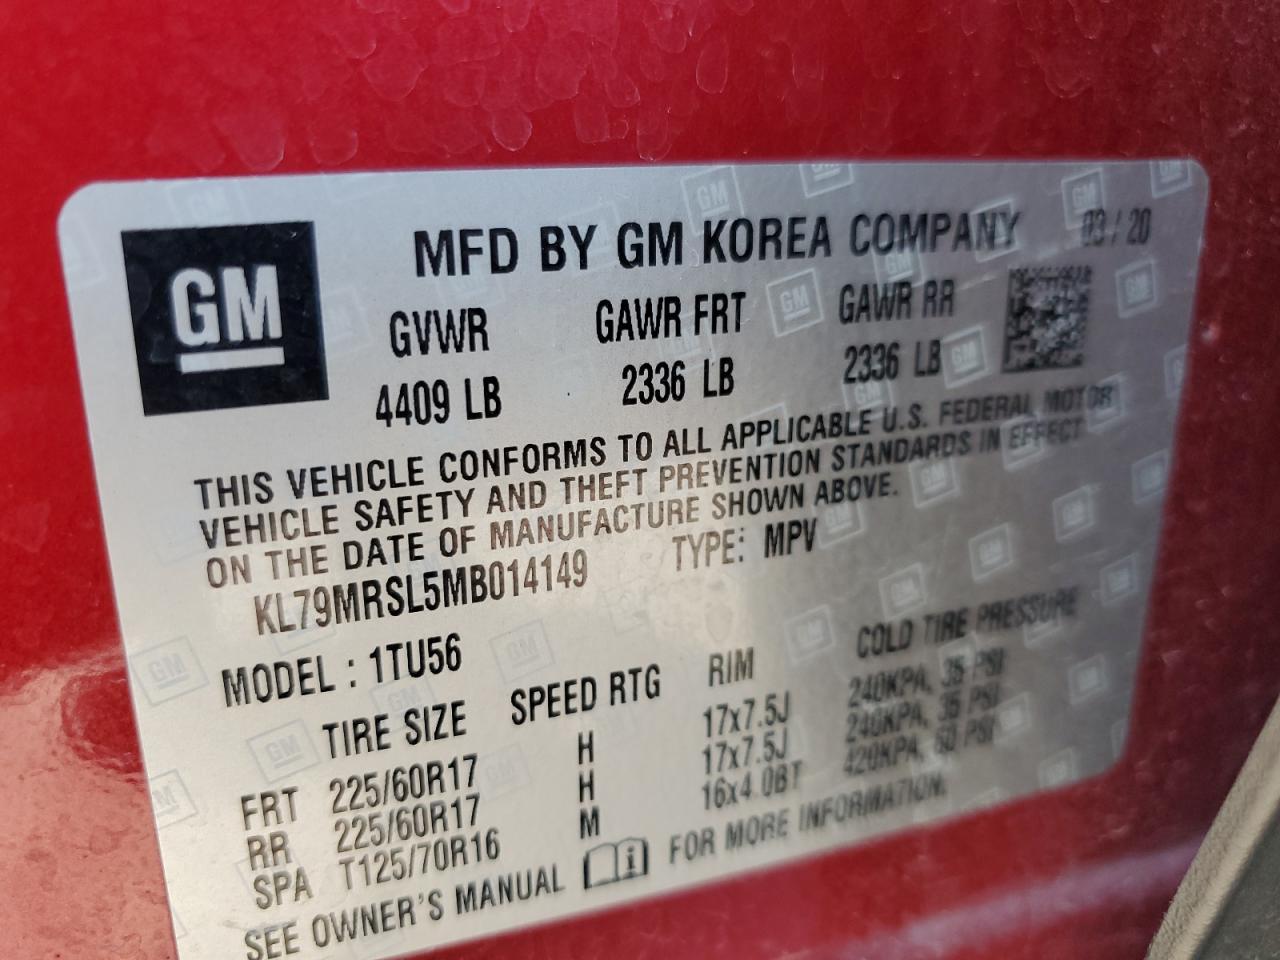 GM
MFD BY GM KOREA COMPANY 03/20
GVWR GAWR FRT GAWR RR
4409 LB 2336 LB 2336 LB
THIS VEHICLE CONFORMS TO ALL APPLICABLE U.S. FEDERAL MOTOR
VEHICLE SAFETY AND THEFT PREVENTION STANDARDS IN EFFECT
ON THE DATE OF MANUFACTURE SHOWN ABOVE.
KL79MRSL5MB014149 TYPE: MPV
MODEL : 1TU56
TIRE SIZE SPEED RTG RIM COLD TIRE PRESSURE
FRT 225/60R17 H 17x7.5J 240KPA, 35 PSI
RR 225/60R17 H 17x7.5J 240KPA, 35 PSI
SPA T125/70R16 M 16x4.0BT 420KPA, 60 PSI
SEE OWNER'S MANUAL i FOR MORE INFORMATION.